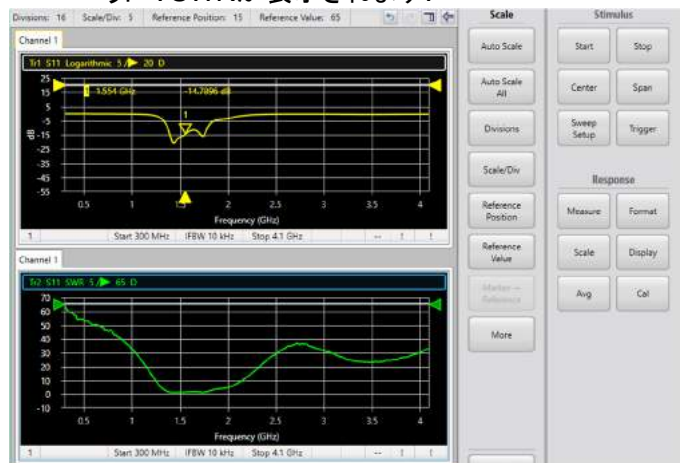 Divisions: 16 Scale/Div: 5 Reference Position: 15 Reference Value: 65
Channel 1
Tr1 S11 Logarithmic 5 / 20 D
1 1.554 GHz -14.7896 dB
1
25
15
5
-5
-15
-25
-35
-45
-55
dB
0.5 1 2 2.5 3 3.5 4
Frequency (GHz)
1 Start 300 MHz IFBW 10 kHz Stop 4.1 GHz -- ! !
Channel 1
Tr2 S11 SWR 5 / 65 D
70
60
50
40
30
20
10
0
-10
0.5 1 1.5 2 2.5 3 3.5 4
Frequency (GHz)
1 Start 300 MHz IFBW 10 kHz Stop 4.1 GHz -- ! !
Scale
Auto Scale
Auto Scale
All
Divisions
Scale/Div
Reference
Position
Reference
Value
Marker →
Reference
More
Stimulus
Start Stop
Center Span
Sweep
Setup
Trigger
Response
Measure Format
Scale Display
Avg Cal